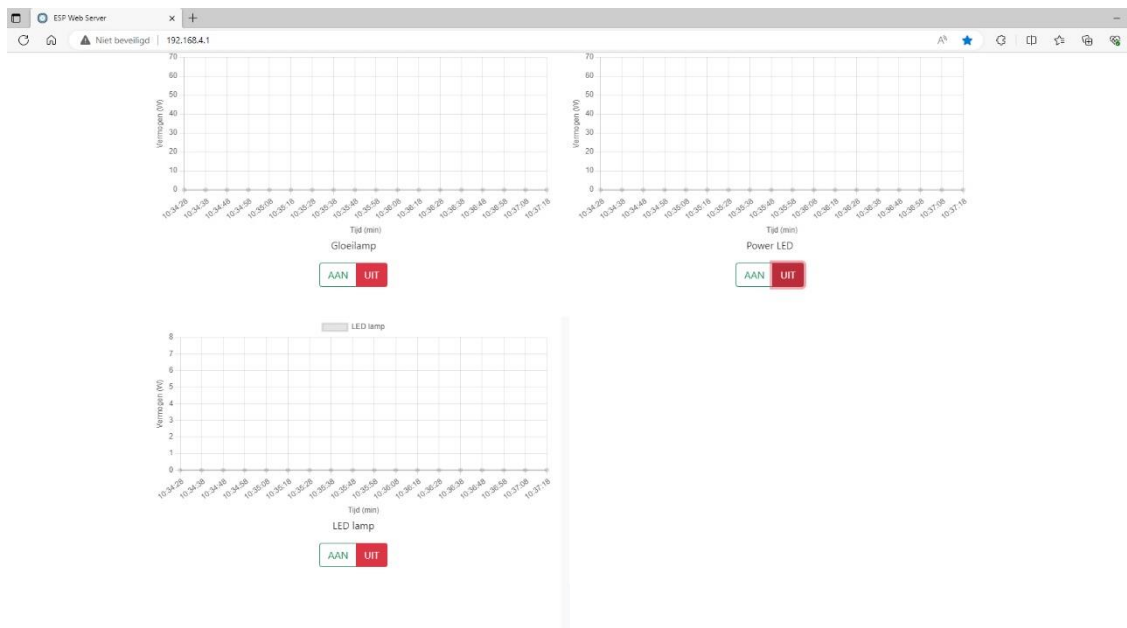 ESP Web Server
Niet beveiligd 192.168.4.1
70
60
50
40
30
20
10
0
Vermogen (W)
10:34:28 10:34:38 10:34:48 10:34:58 10:35:08 10:35:18 10:35:28 10:35:38 10:35:48 10:35:58 10:36:08 10:36:18 10:36:28 10:36:38 10:36:48 10:36:58 10:37:08 10:37:18
Tijd (min)
Gloeilamp
AAN UIT
70
60
50
40
30
20
10
0
Vermogen (W)
10:34:28 10:34:38 10:34:48 10:34:58 10:35:08 10:35:18 10:35:28 10:35:38 10:35:48 10:35:58 10:36:08 10:36:18 10:36:28 10:36:38 10:36:48 10:36:58 10:37:08 10:37:18
Tijd (min)
Power LED
AAN UIT
LED lamp
8
7
6
5
4
3
2
1
0
Vermogen (W)
10:34:28 10:34:38 10:34:48 10:34:58 10:35:08 10:35:18 10:35:28 10:35:38 10:35:48 10:35:58 10:36:08 10:36:18 10:36:28 10:36:38 10:36:48 10:36:58 10:37:08 10:37:18
Tijd (min)
LED lamp
AAN UIT